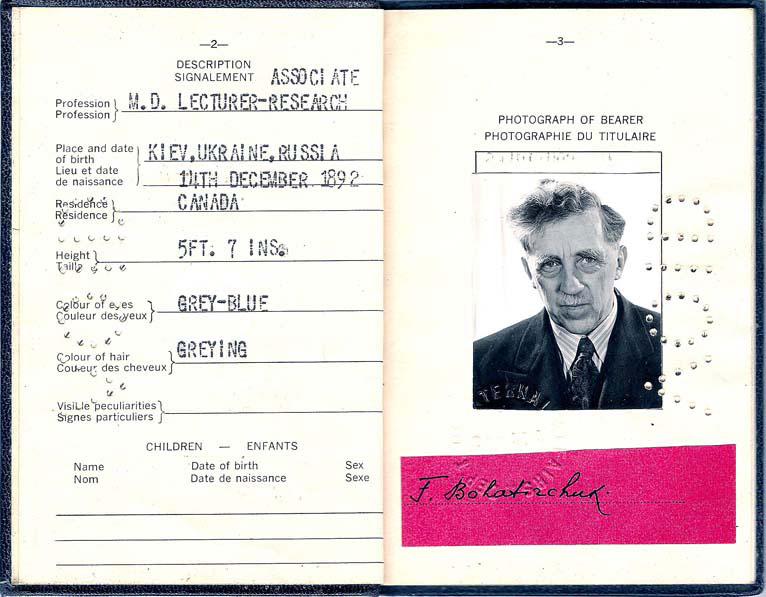 —2—
DESCRIPTION
SIGNALEMENT
ASSOCIATE
Profession
Profession
M.D. LECTURER-RESEARCH
Place and date
of birth
Lieu et date
de naissance
KIEV, UKRAINE, RUSSIA
14TH DECEMBER 1892
Residence
Résidence
CANADA
Height
Taille
5FT. 7 INS.
Colour of eyes
Couleur des yeux
GREY-BLUE
Colour of hair
Couleur des cheveux
GREYING
Visible peculiarities
Signes particuliers
CHILDREN — ENFANTS
Name Date of birth Sex
Nom Date de naissance Sexe
—3—
PHOTOGRAPH OF BEARER
PHOTOGRAPHIE DU TITULAIRE
F. Bohatirchuk.